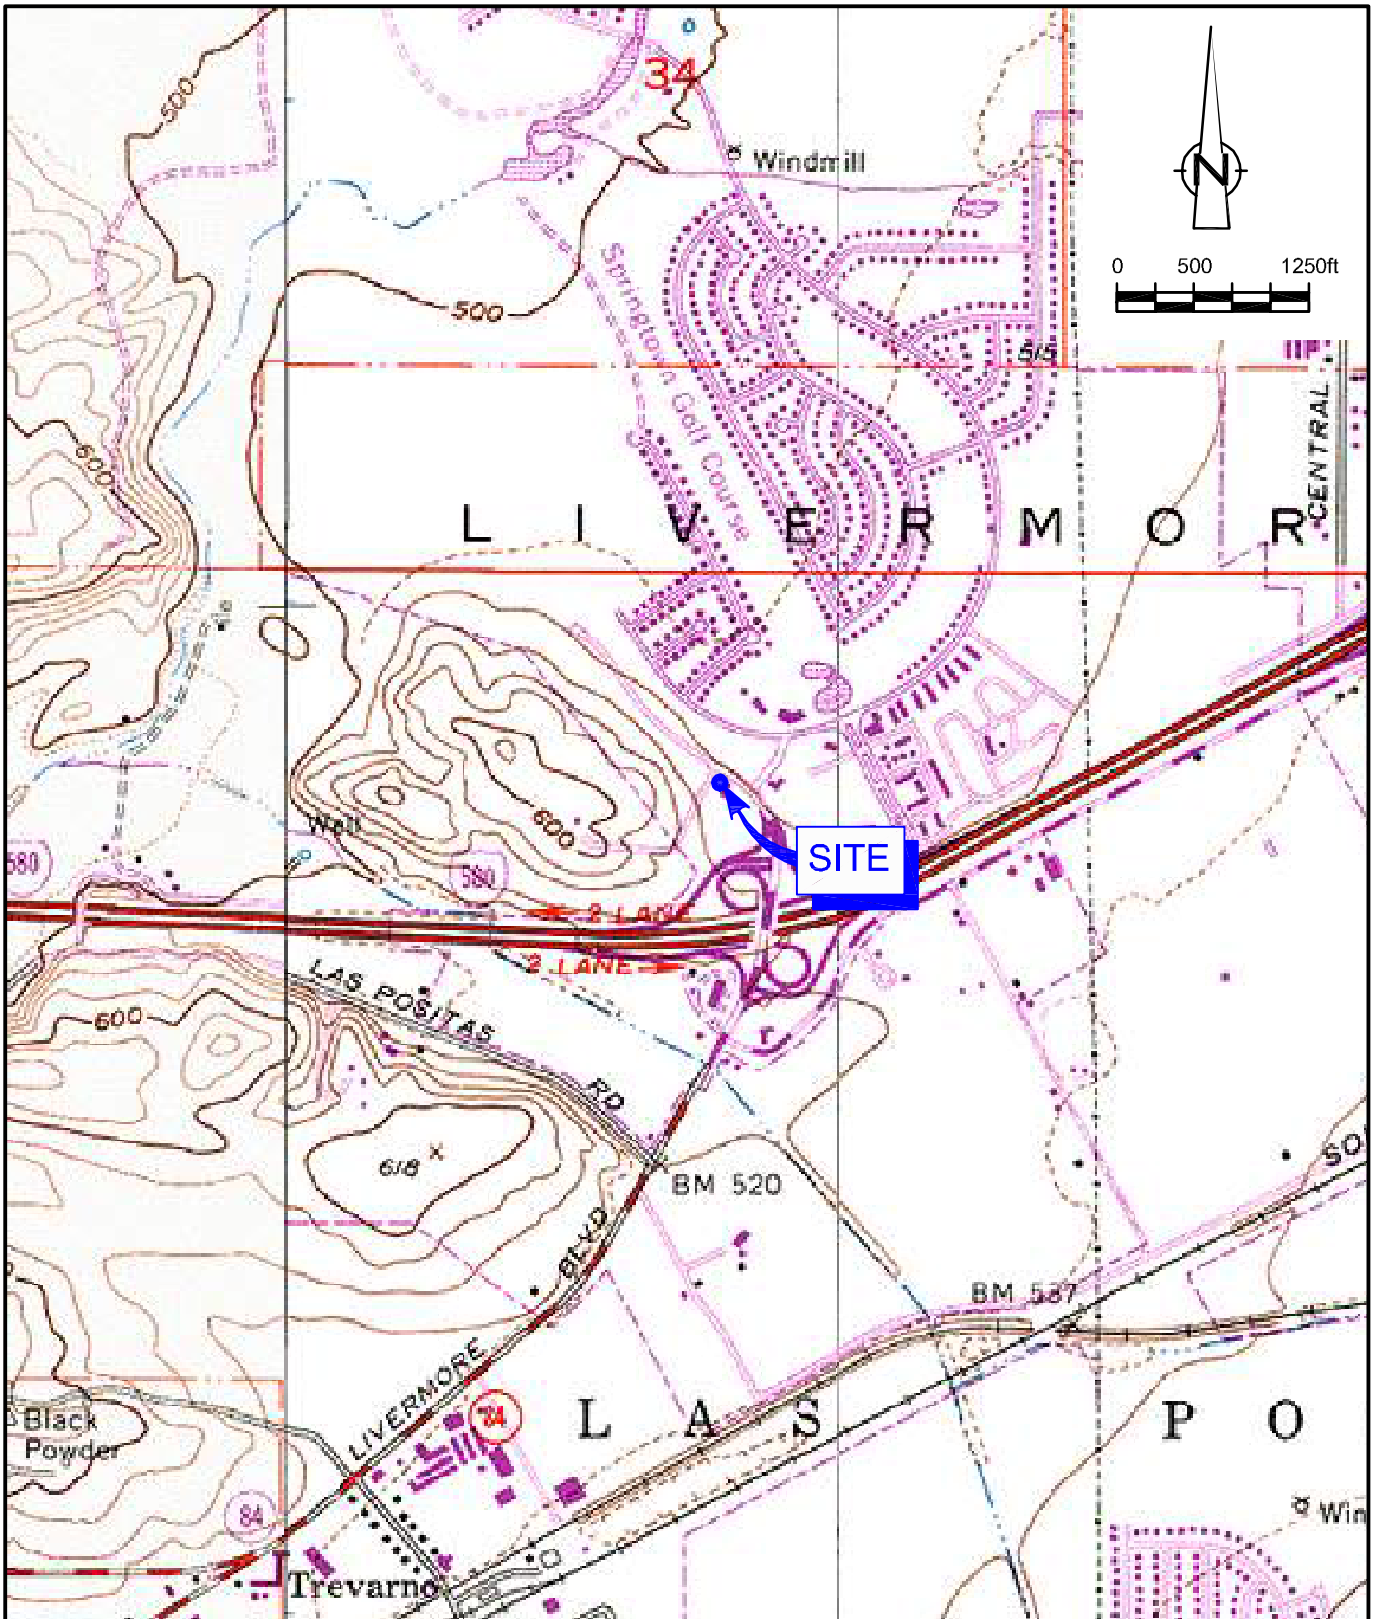 34
500
Windmill
N
0 500 1250ft
500
Springtown Golf Course
515
CENTRAL
600
L I V E R M O R
600
Well
SITE
580
580
2 LANE
2 LANE
LAS POSITAS
RD
600
618
BM 520
BLVD
BM 537
LIVERMORE
84
L A S P O
Black
Powder
84
Win
Trevarno